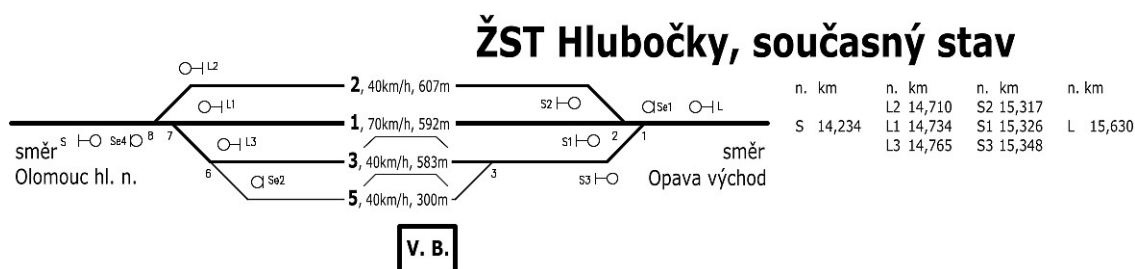 ŽST Hlubočky, současný stav
L2
2, 40km/h, 607m
S2
Se1
L
L1
1, 70km/h, 592m
S
Se4
8
7
L3
S1
2
1
směr
Olomouc hl. n.
3, 40km/h, 583m
směr
Opava východ
6
Se2
3
S3
5, 40km/h, 300m
V. B.
n. km n. km n. km n. km
L2 14,710 S2 15,317
S 14,234 L1 14,734 S1 15,326 L 15,630
L3 14,765 S3 15,348